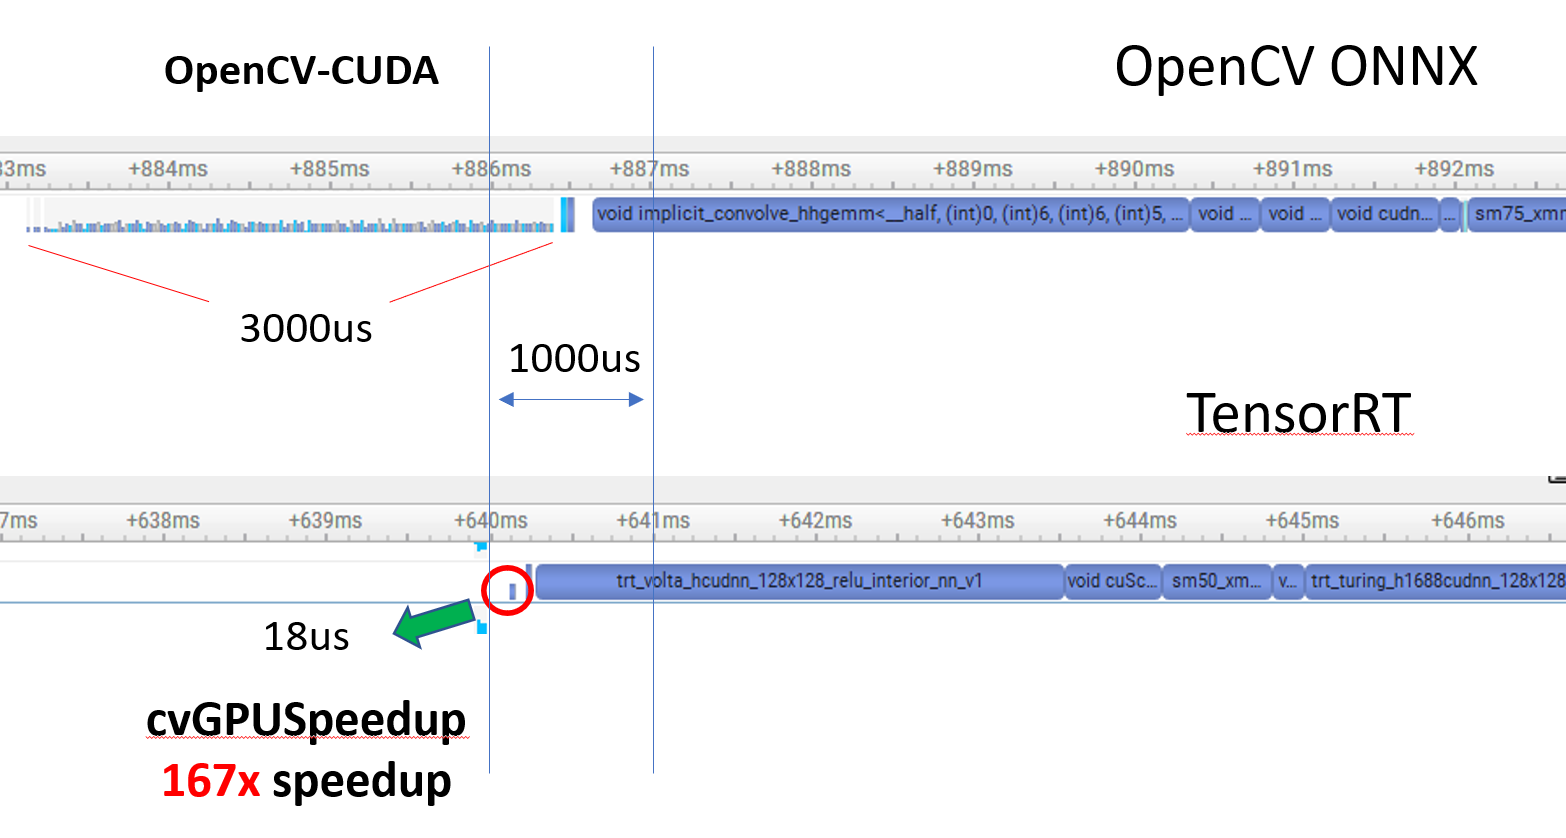 OpenCV-CUDA
OpenCV ONNX
33ms +884ms +885ms +886ms +887ms +888ms +889ms +890ms +891ms +892ms
void implicit_convolve_hhgemm<__half, (int)0, (int)6, (int)6, (int)5, ... void ... void ... void cudn... ... sm75_xmr
3000us
1000us
TensorRT
7ms +638ms +639ms +640ms +641ms +642ms +643ms +644ms +645ms +646ms
trt_volta_hcudnn_128x128_relu_interior_nn_v1 void cuSc... sm50_xm... v... trt_turing_h1688cudnn_128x128
18us
cvGPUSpeedup
167x speedup